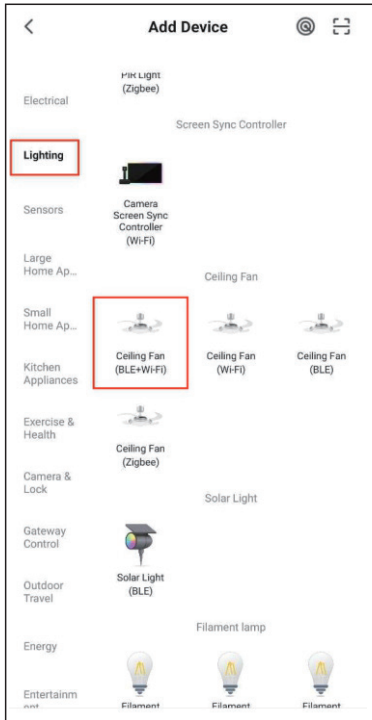 Add Device
Electrical
Lighting
Sensors
Large
Home Ap...
Small
Home Ap...
Kitchen
Appliances
Exercise &
Health
Camera &
Lock
Gateway
Control
Outdoor
Travel
Energy
Entertainm
ent
PIR Light
(Zigbee)
Screen Sync Controller
Camera
Screen Sync
Controller
(Wi-Fi)
Ceiling Fan
Ceiling Fan
(BLE+Wi-Fi)
Ceiling Fan
(Wi-Fi)
Ceiling Fan
(BLE)
Ceiling Fan
(Zigbee)
Solar Light
Solar Light
(BLE)
Filament lamp
Filament
Filament
Filament